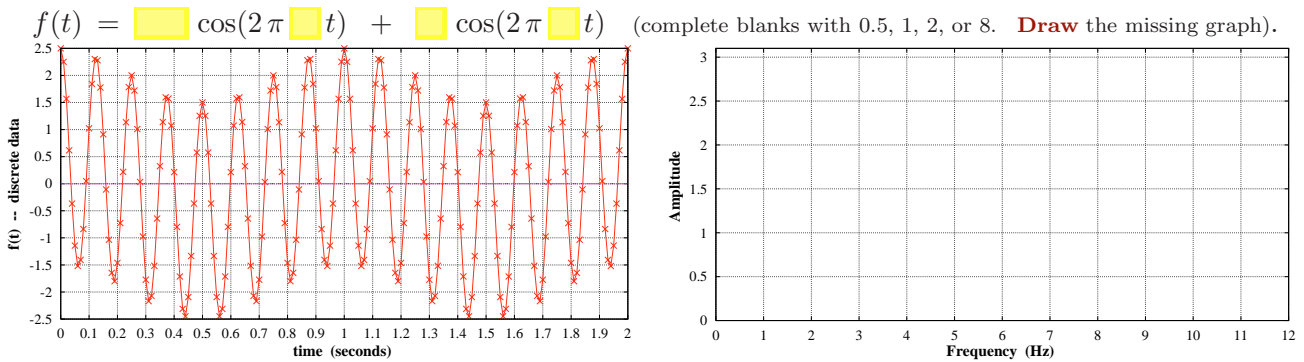 f(t) = cos(2 π t) + cos(2 π t) (complete blanks with 0.5, 1, 2, or 8. Draw the missing graph).
2.5
2
1.5
1
0.5
0
-0.5
-1
-1.5
-2
-2.5
f(t) -- discrete data
0 0.1 0.2 0.3 0.4 0.5 0.6 0.7 0.8 0.9 1 1.1 1.2 1.3 1.4 1.5 1.6 1.7 1.8 1.9 2
time (seconds)
3
2.5
2
1.5
1
0.5
0
Amplitude
0 1 2 3 4 5 6 7 8 9 10 11 12
Frequency (Hz)